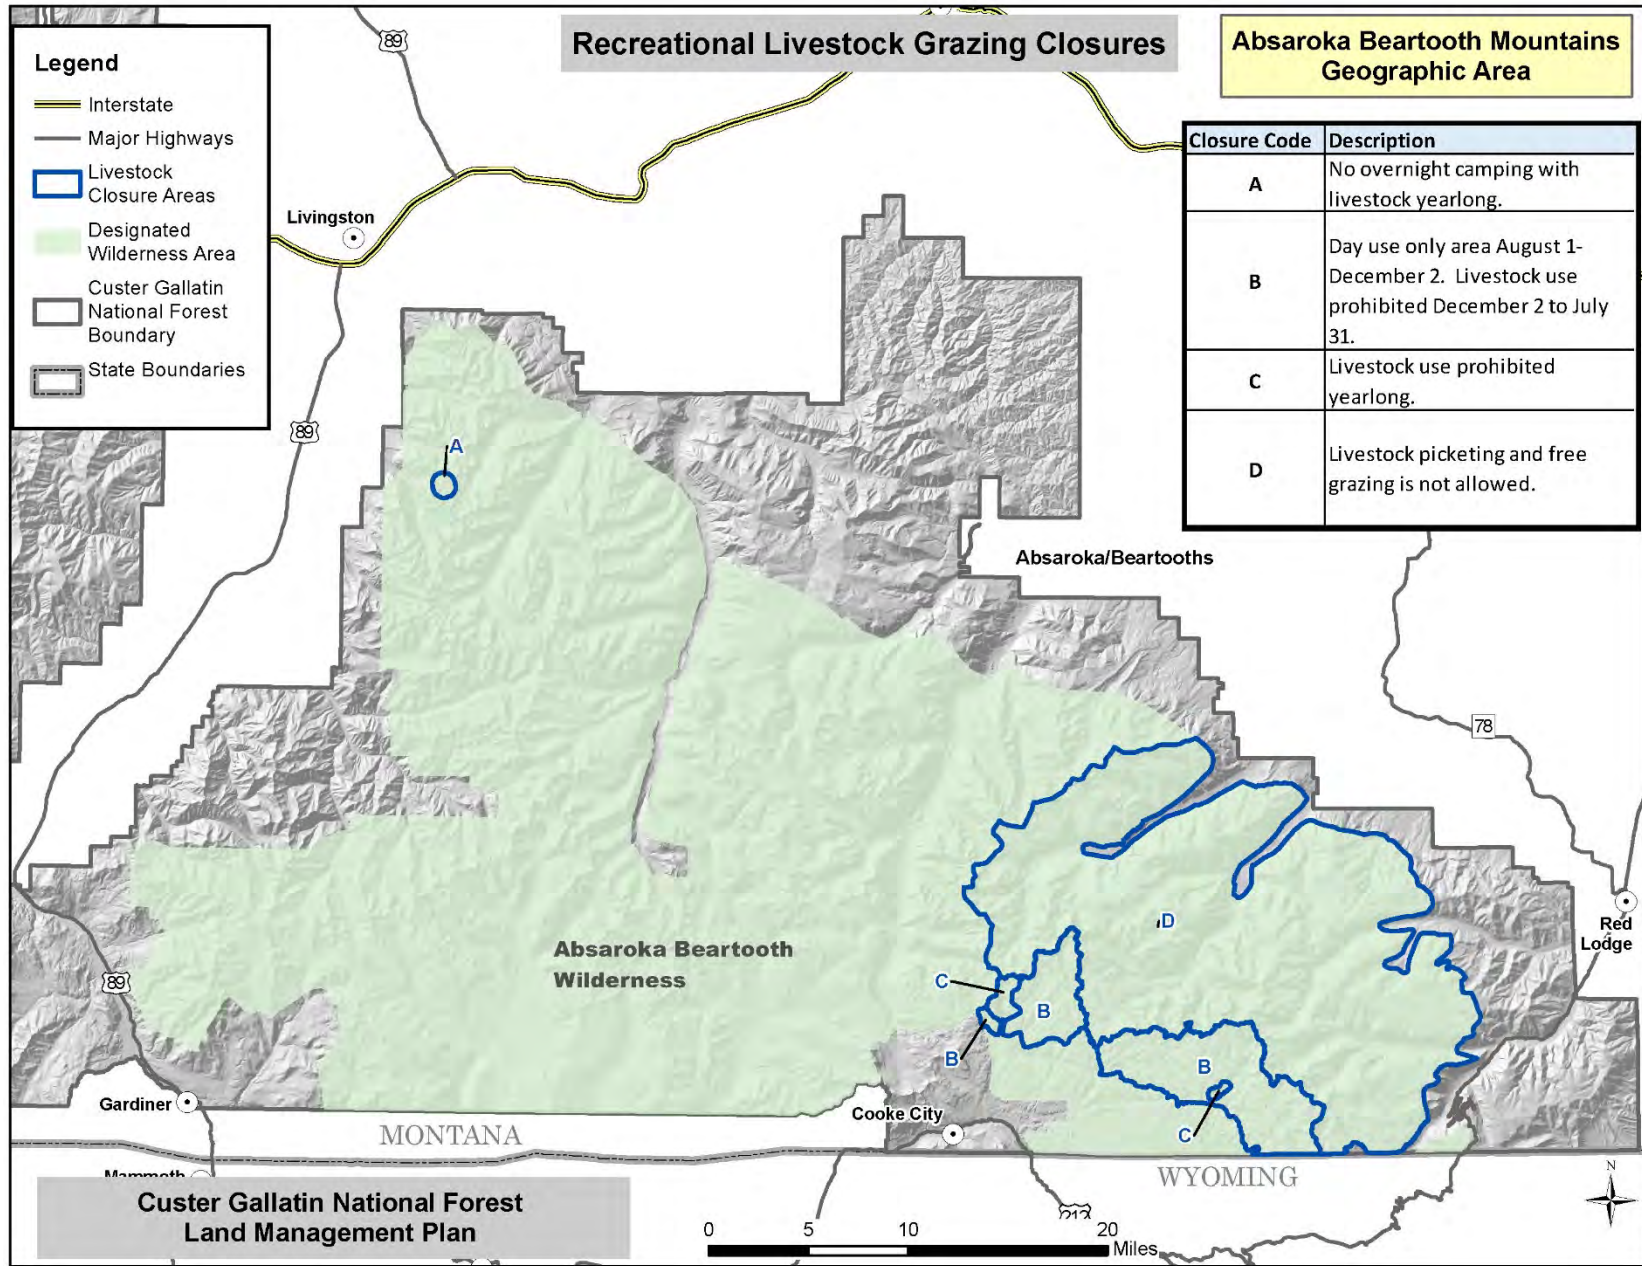 Recreational Livestock Grazing Closures
Absaroka Beartooth Mountains
Geographic Area
Legend
Interstate
Major Highways
Livestock
Closure Areas
Designated
Wilderness Area
Custer Gallatin
National Forest
Boundary
State Boundaries
Closure Code Description
A No overnight camping with
livestock yearlong.
B Day use only area August 1-
December 2. Livestock use
prohibited December 2 to July
31.
C Livestock use prohibited
yearlong.
D Livestock picketing and free
grazing is not allowed.
89
Livingston
89
A
Absaroka/Beartooths
78
Red
Lodge
D
Absaroka Beartooth
Wilderness
89
C
B
B
B
C
Gardiner
Cooke City
MONTANA
WYOMING
N
Custer Gallatin National Forest
Land Management Plan
0 5 10 20
Miles